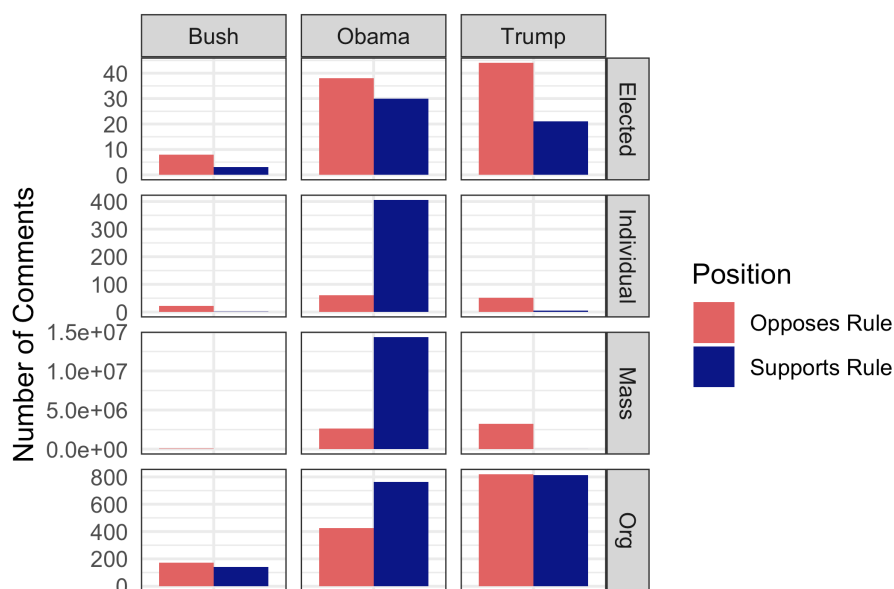 Bush Obama Trump
Number of Comments
40
30
20
10
0
Elected
400
300
200
100
0
Individual
1.5e+07
1.0e+07
5.0e+06
0.0e+00
Mass
800
600
400
200
0
Org
Position
Opposes Rule
Supports Rule